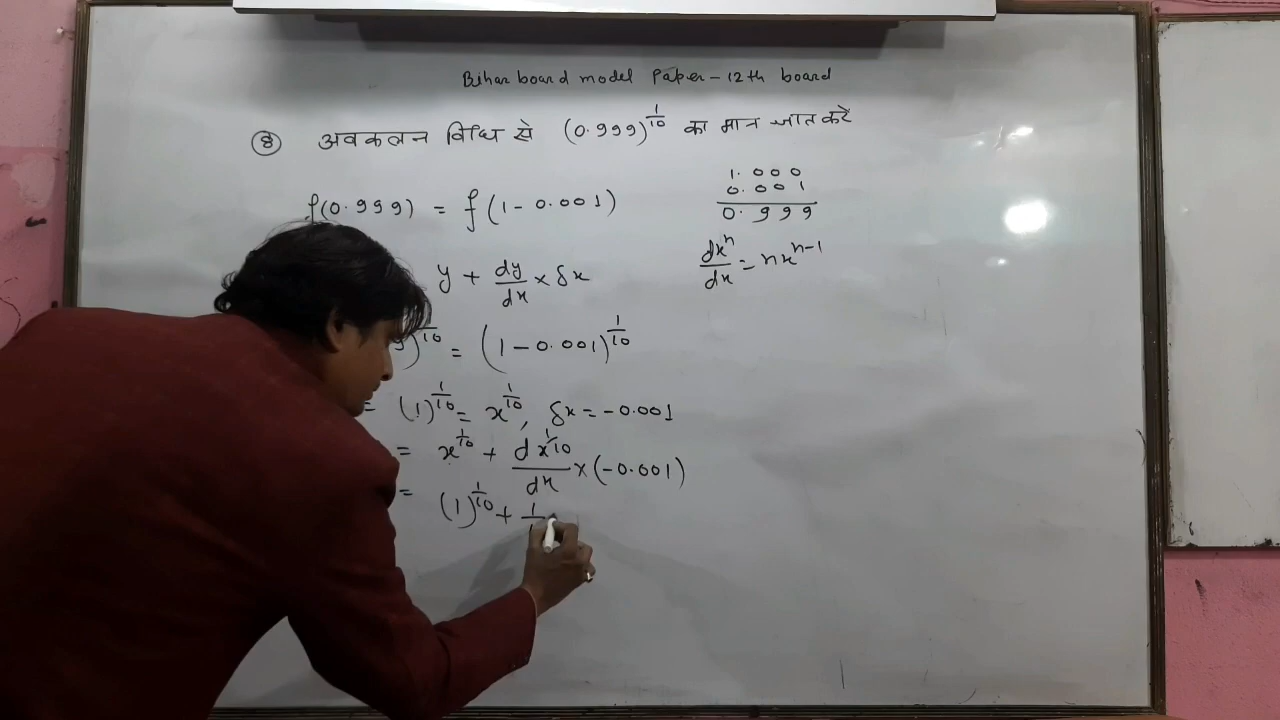 Bihar board model Paper - 12th board
⑧ अवकलन विधि से (0.999)^{1/10} का मान ज्ञात करें
f(0.999) = f(1 - 0.001)
1.000
0.001
0.999
dx^n/dx = nx^{n-1}
y + dy/dx × δx
)^{1/10} = (1 - 0.001)^{1/10}
= (1)^{1/10} = x^{1/10}, δx = -0.001
= x^{1/10} + dx^{1/10}/dx × (-0.001)
= (1)^{1/10} + 1